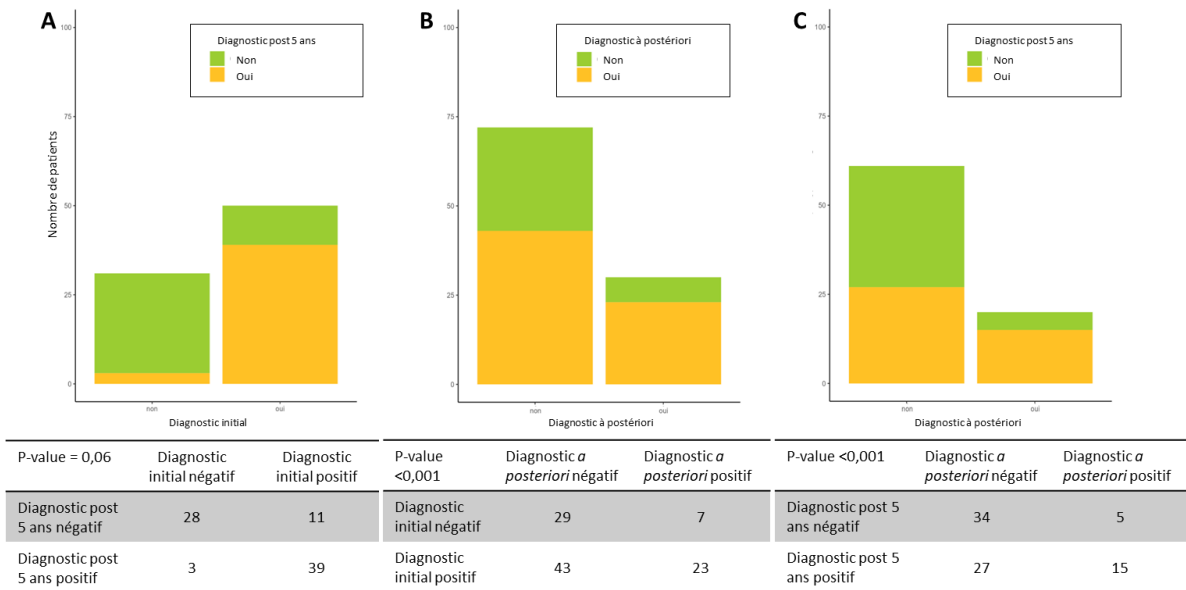 A
100
75
50
25
0
Nombre de patients
Diagnostic post 5 ans
Non
Oui
non
oui
Diagnostic initial
B
100
75
50
25
0
Diagnostic à postériori
Non
Oui
non
oui
Diagnostic à postériori
C
100
75
50
25
0
Diagnostic post 5 ans
Non
Oui
non
oui
Diagnostic à postériori
P-value = 0,06
Diagnostic
initial négatif
Diagnostic
initial positif
Diagnostic post
5 ans négatif
28
11
Diagnostic post
5 ans positif
3
39
P-value
<0,001
Diagnostic a
posteriori négatif
Diagnostic a
posteriori positif
Diagnostic
initial négatif
29
7
Diagnostic
initial positif
43
23
P-value <0,001
Diagnostic a
posteriori négatif
Diagnostic a
posteriori positif
Diagnostic post 5
ans négatif
34
5
Diagnostic post 5
ans positif
27
15